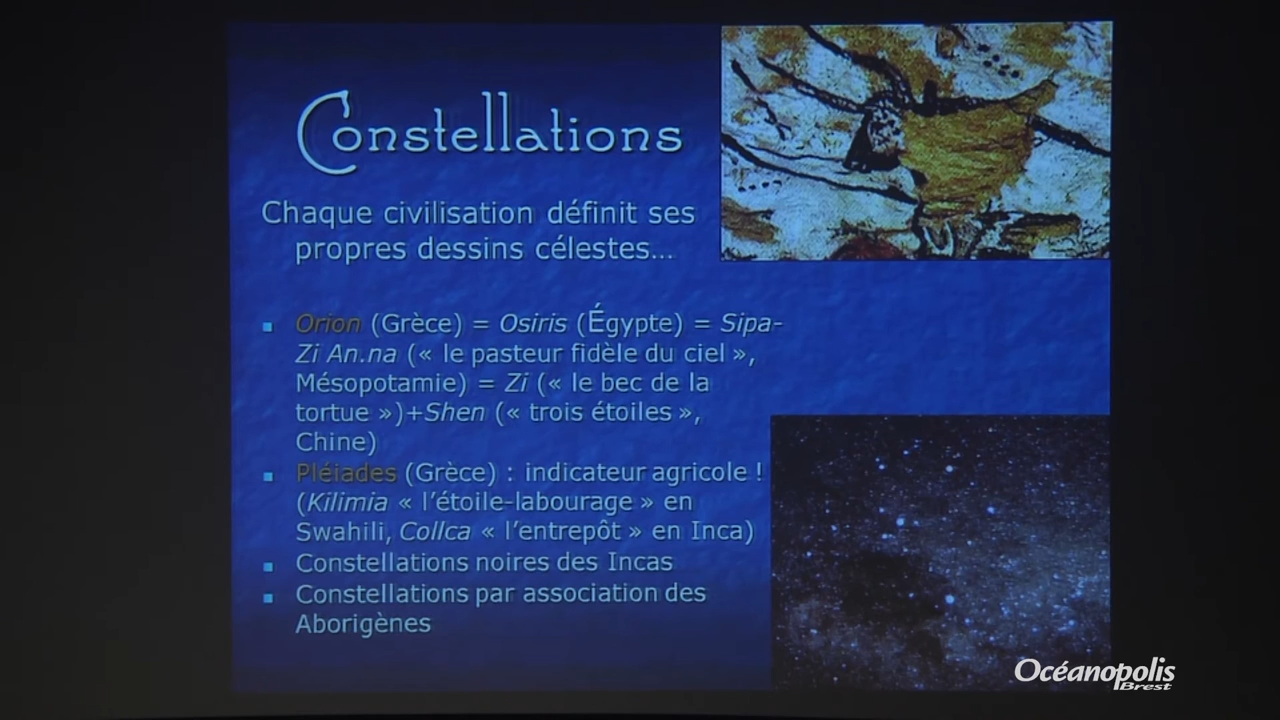 Constellations
Chaque civilisation définit ses
propres dessins célestes...
▪ Orion (Grèce) = Osiris (Égypte) = Sipa-
Zi An.na (« le pasteur fidèle du ciel »,
Mésopotamie) = Zi (« le bec de la
tortue »)+Shen (« trois étoiles »,
Chine)
▪ Pléiades (Grèce) : indicateur agricole !
(Kilimia « l’étoile-labourage » en
Swahili, Collca « l’entrepôt » en Inca)
▪ Constellations noires des Incas
▪ Constellations par association des
Aborigènes
Océanopolis
Brest